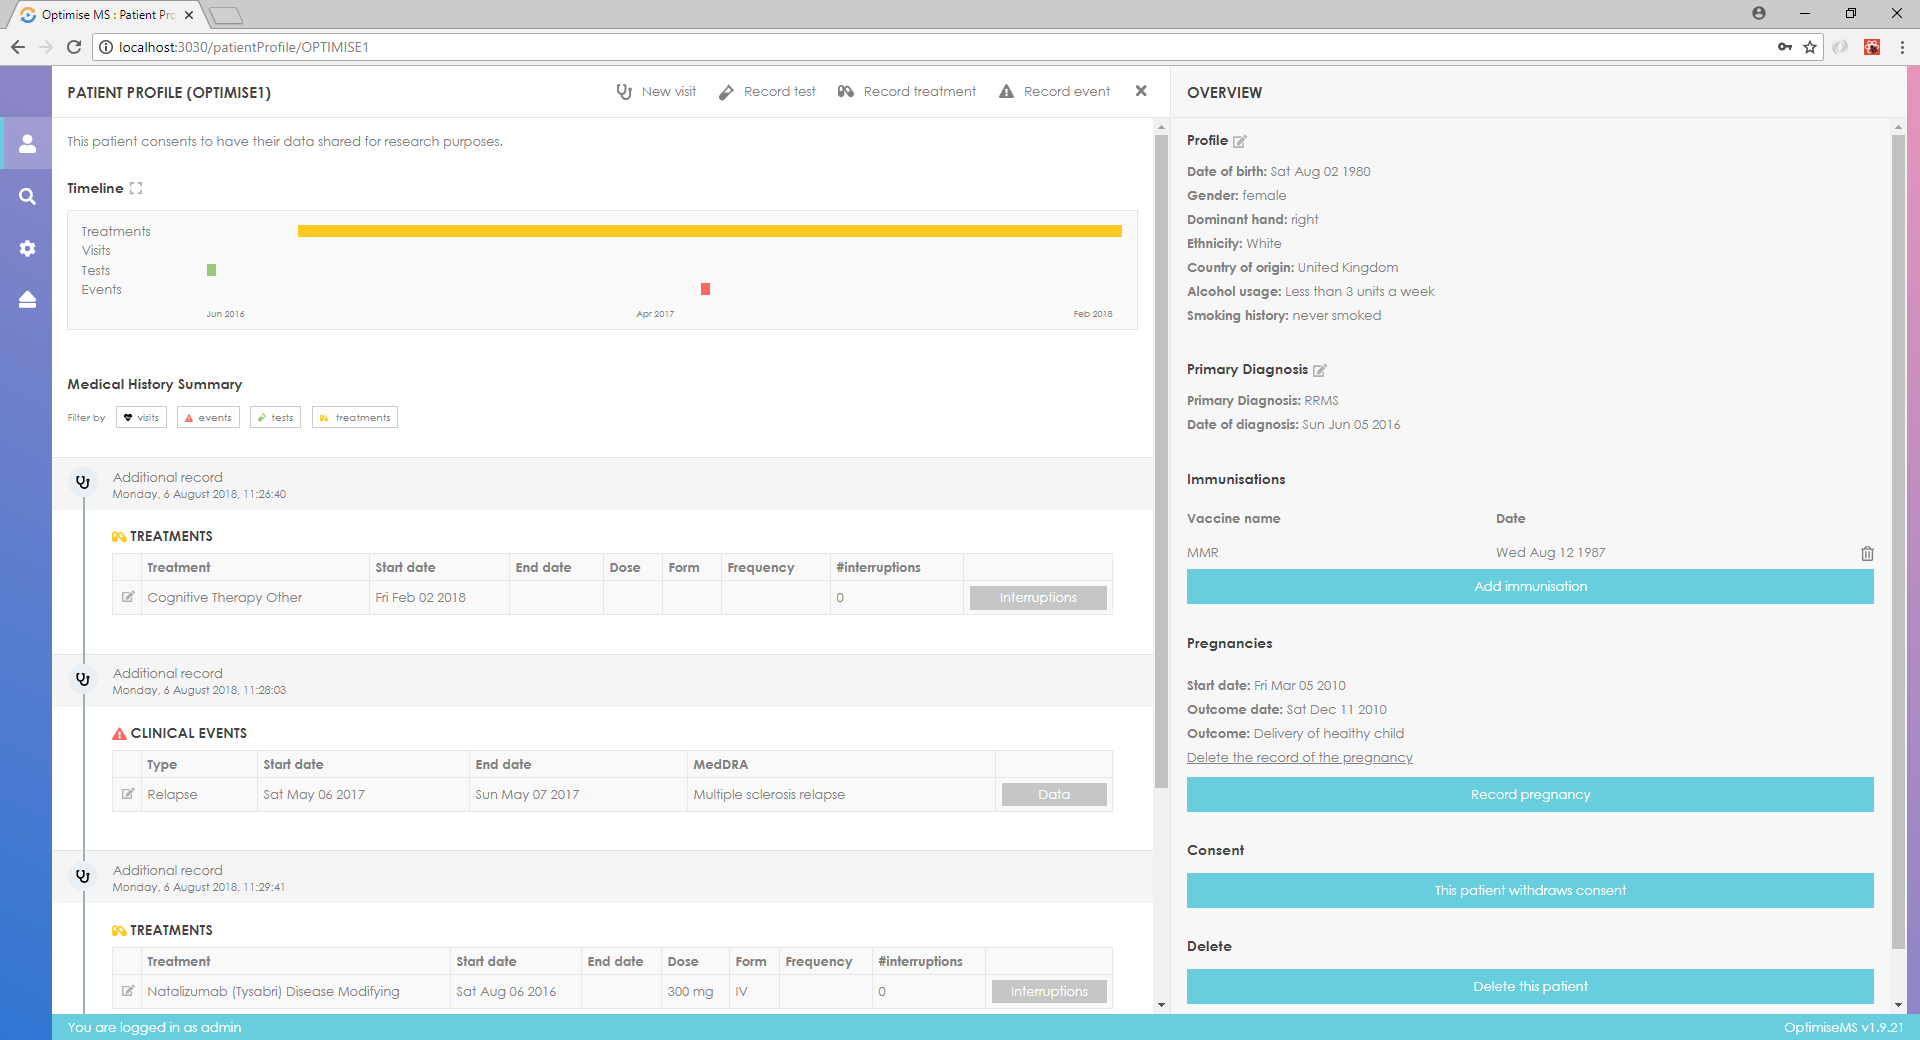 Optimise MS : Patient Pro
localhost:3030/patientProfile/OPTIMISE1
PATIENT PROFILE (OPTIMISE1)
New visit
Record test
Record treatment
Record event
This patient consents to have their data shared for research purposes.
Timeline
Treatments
Visits
Tests
Events
Jun 2016
Apr 2017
Feb 2018
Medical History Summary
Filter by visits events tests treatments
Additional record
Monday, 6 August 2018, 11:26:40
TREATMENTS
Treatment Start date End date Dose Form Frequency #interruptions
Cognitive Therapy Other Fri Feb 02 2018 0 Interruptions
Additional record
Monday, 6 August 2018, 11:28:03
CLINICAL EVENTS
Type Start date End date MedDRA
Relapse Sat May 06 2017 Sun May 07 2017 Multiple sclerosis relapse Data
Additional record
Monday, 6 August 2018, 11:29:41
TREATMENTS
Treatment Start date End date Dose Form Frequency #interruptions
Natalizumab (Tysabri) Disease Modifying Sat Aug 06 2016 300 mg IV 0 Interruptions
OVERVIEW
Profile
Date of birth: Sat Aug 02 1980
Gender: female
Dominant hand: right
Ethnicity: White
Country of origin: United Kingdom
Alcohol usage: Less than 3 units a week
Smoking history: never smoked
Primary Diagnosis
Primary Diagnosis: RRMS
Date of diagnosis: Sun Jun 05 2016
Immunisations
Vaccine name Date
MMR Wed Aug 12 1987
Add immunisation
Pregnancies
Start date: Fri Mar 05 2010
Outcome date: Sat Dec 11 2010
Outcome: Delivery of healthy child
Delete the record of the pregnancy
Record pregnancy
Consent
This patient withdraws consent
Delete
Delete this patient
You are logged in as admin
OptimiseMS v1.9.21